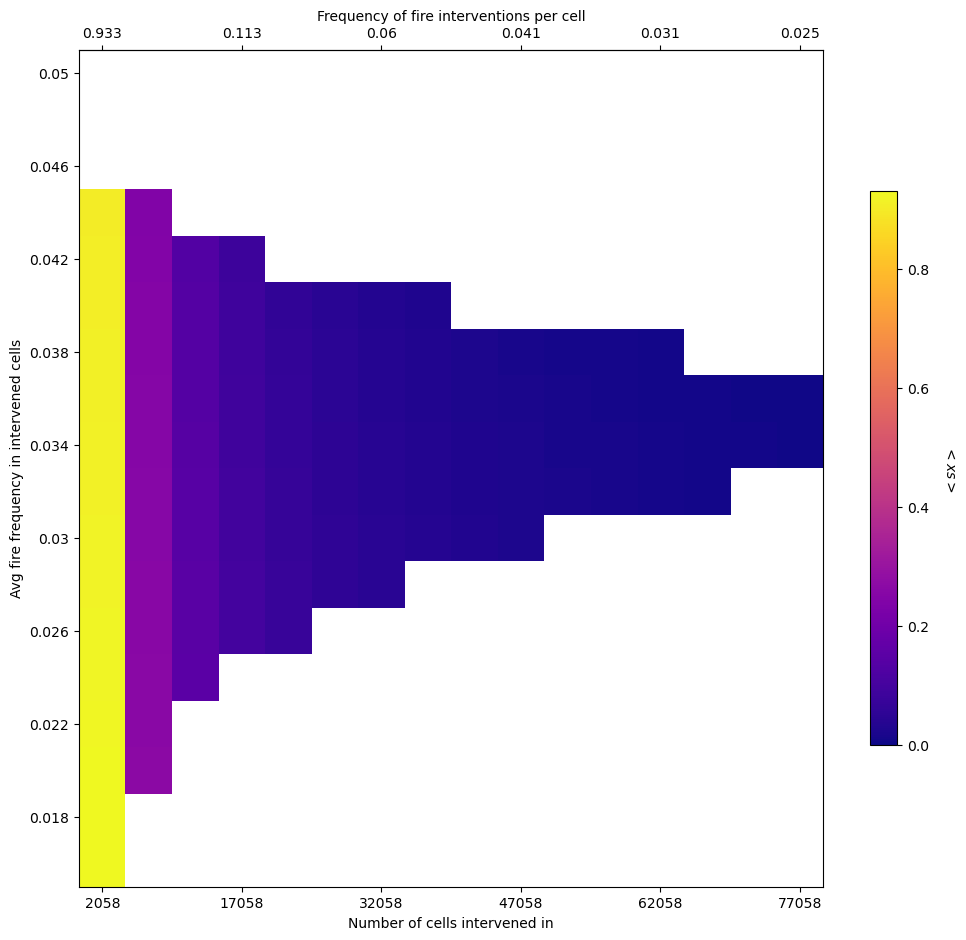 Frequency of fire interventions per cell
0.933 0.113 0.06 0.041 0.031 0.025
0.05
0.046
0.042
0.038
0.034
0.03
0.026
0.022
0.018
Avg fire frequency in intervened cells
2058 17058 32058 47058 62058 77058
Number of cells intervened in
0.8
0.6
0.4
0.2
0.0
< xs >